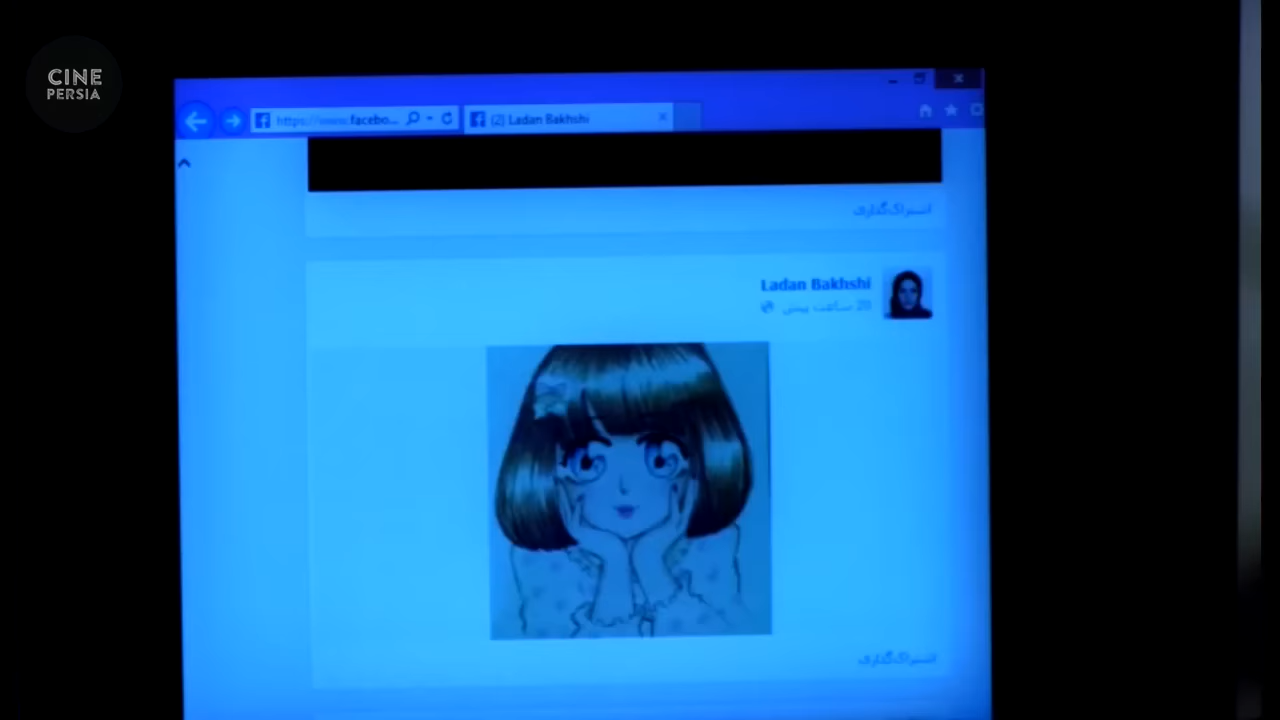 CINE
PERSIA
https://www.facebo...
(2) Ladan Bakhshi
اشتراک‌گذاری
Ladan Bakhshi
20 ساعت پیش
اشتراک‌گذاری